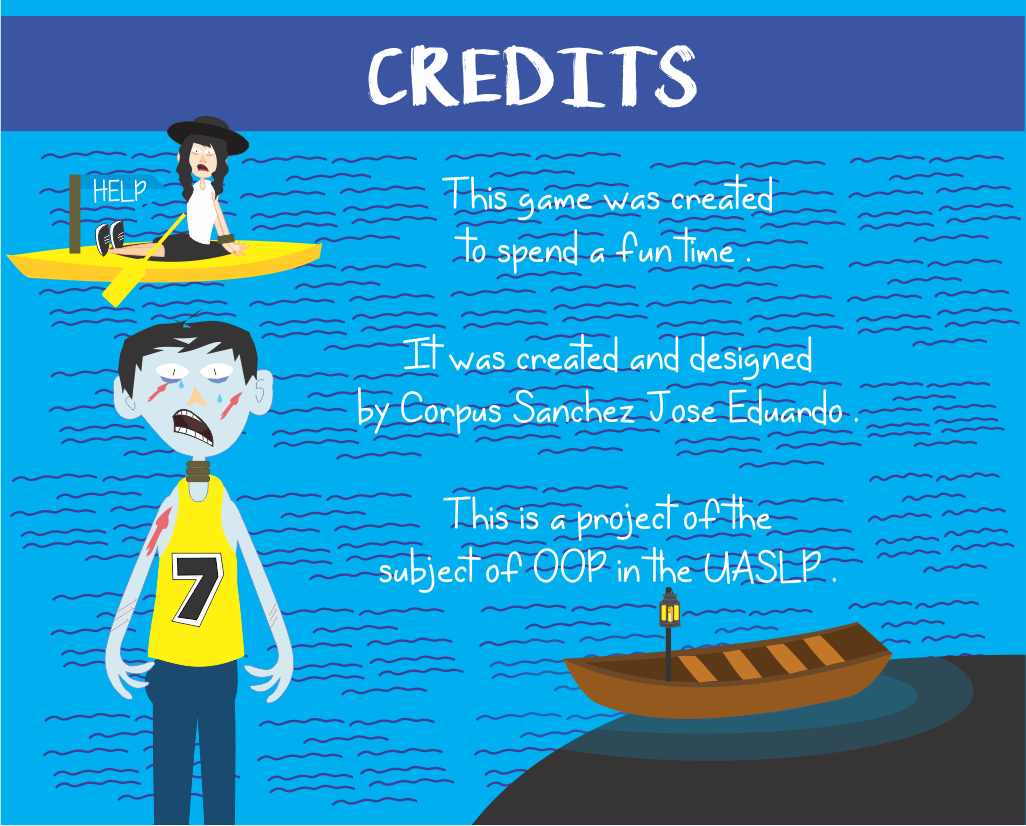 CREDITS
HELP
This game was created
to spend a fun time .
It was created and designed
by Corpus Sanchez Jose Eduardo .
7
This is a project of the
subject of OOP in the UASLP .